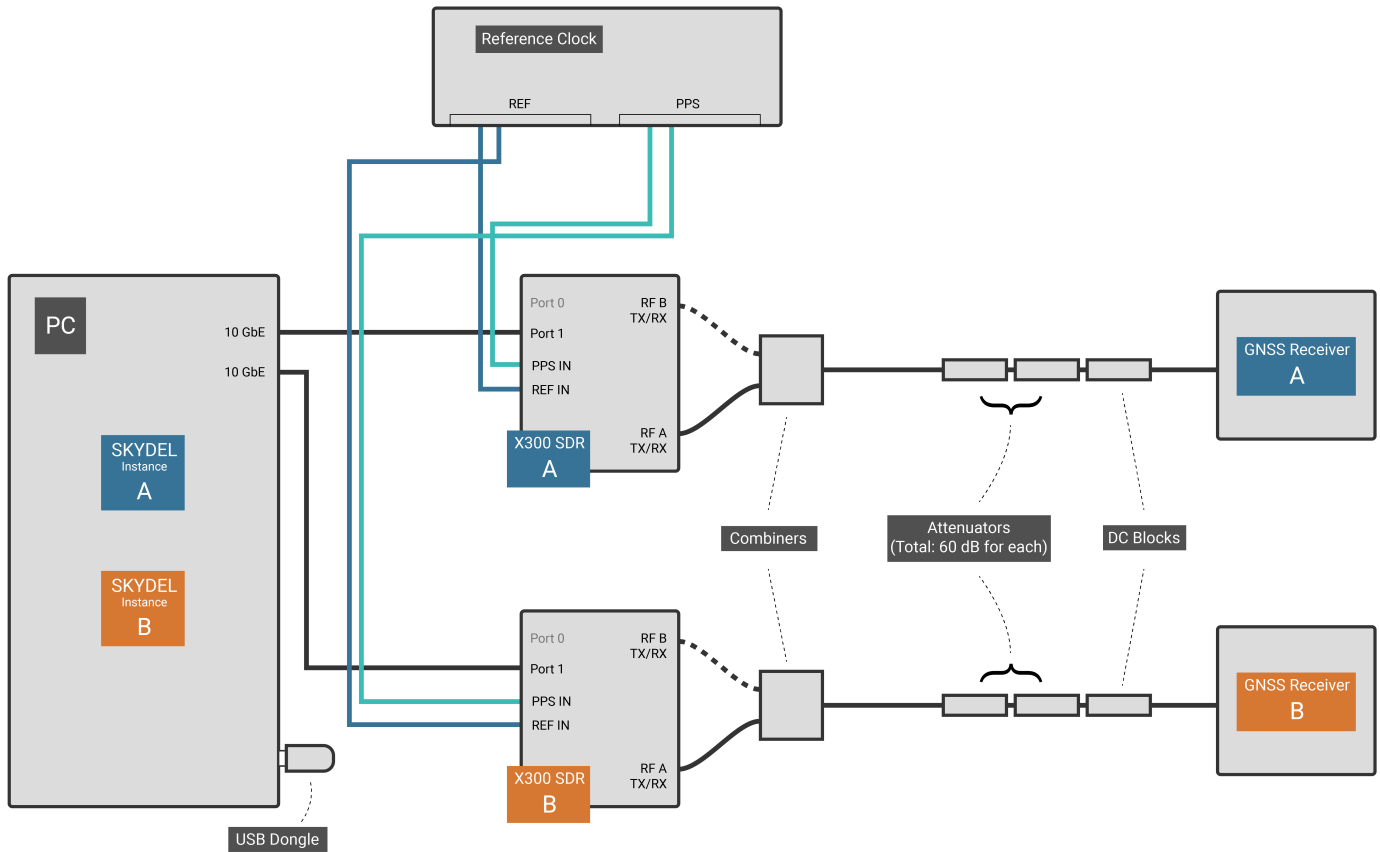 Reference Clock
REF
PPS
PC
10 GbE
10 GbE
SKYDEL
Instance
A
SKYDEL
Instance
B
USB Dongle
Port 0
Port 1
PPS IN
REF IN
RF B
TX/RX
RF A
TX/RX
X300 SDR
A
Port 0
Port 1
PPS IN
REF IN
RF B
TX/RX
RF A
TX/RX
X300 SDR
B
Combiners
Attenuators
(Total: 60 dB for each)
DC Blocks
GNSS Receiver
A
GNSS Receiver
B